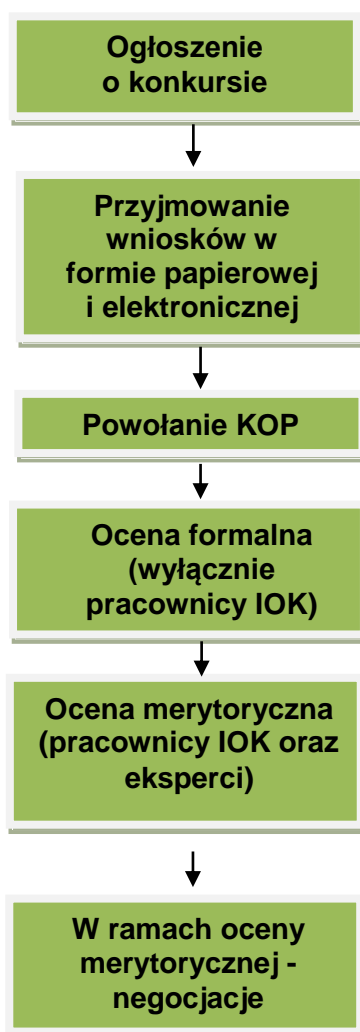 Ogłoszenie
o konkursie
Przyjmowanie
wniosków w
formie papierowej
i elektronicznej
Powołanie KOP
Ocena formalna
(wyłącznie
pracownicy IOK)
Ocena merytoryczna
(pracownicy IOK oraz
eksperci)
W ramach oceny
merytorycznej -
negocjacje